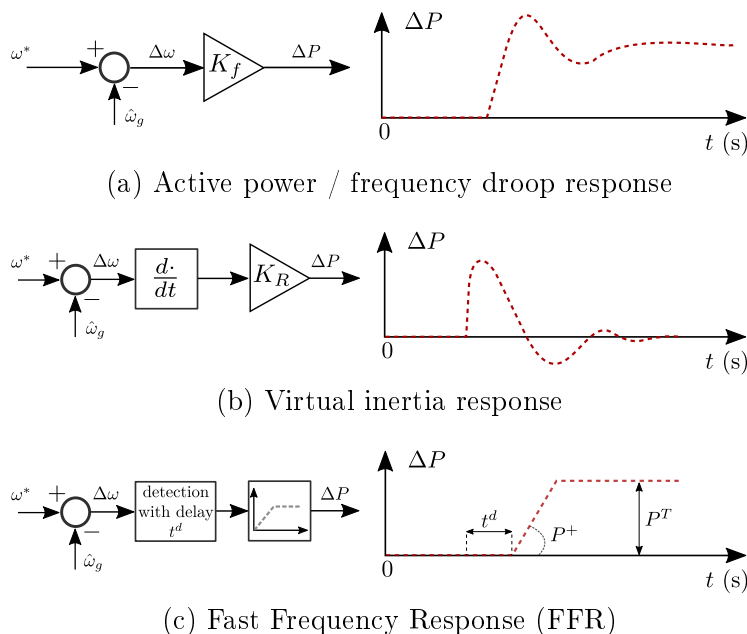 ω* + − Δω K_f ΔP ω̂_g
ΔP
0
t (s)
(a) Active power / frequency droop response
ω* + − Δω d·/dt K_R ΔP ω̂_g
ΔP
0
t (s)
(b) Virtual inertia response
ω* + − Δω
detection
with delay
t^d
ΔP
ω̂_g
ΔP
t^d
P^+
P^T
0
t (s)
(c) Fast Frequency Response (FFR)